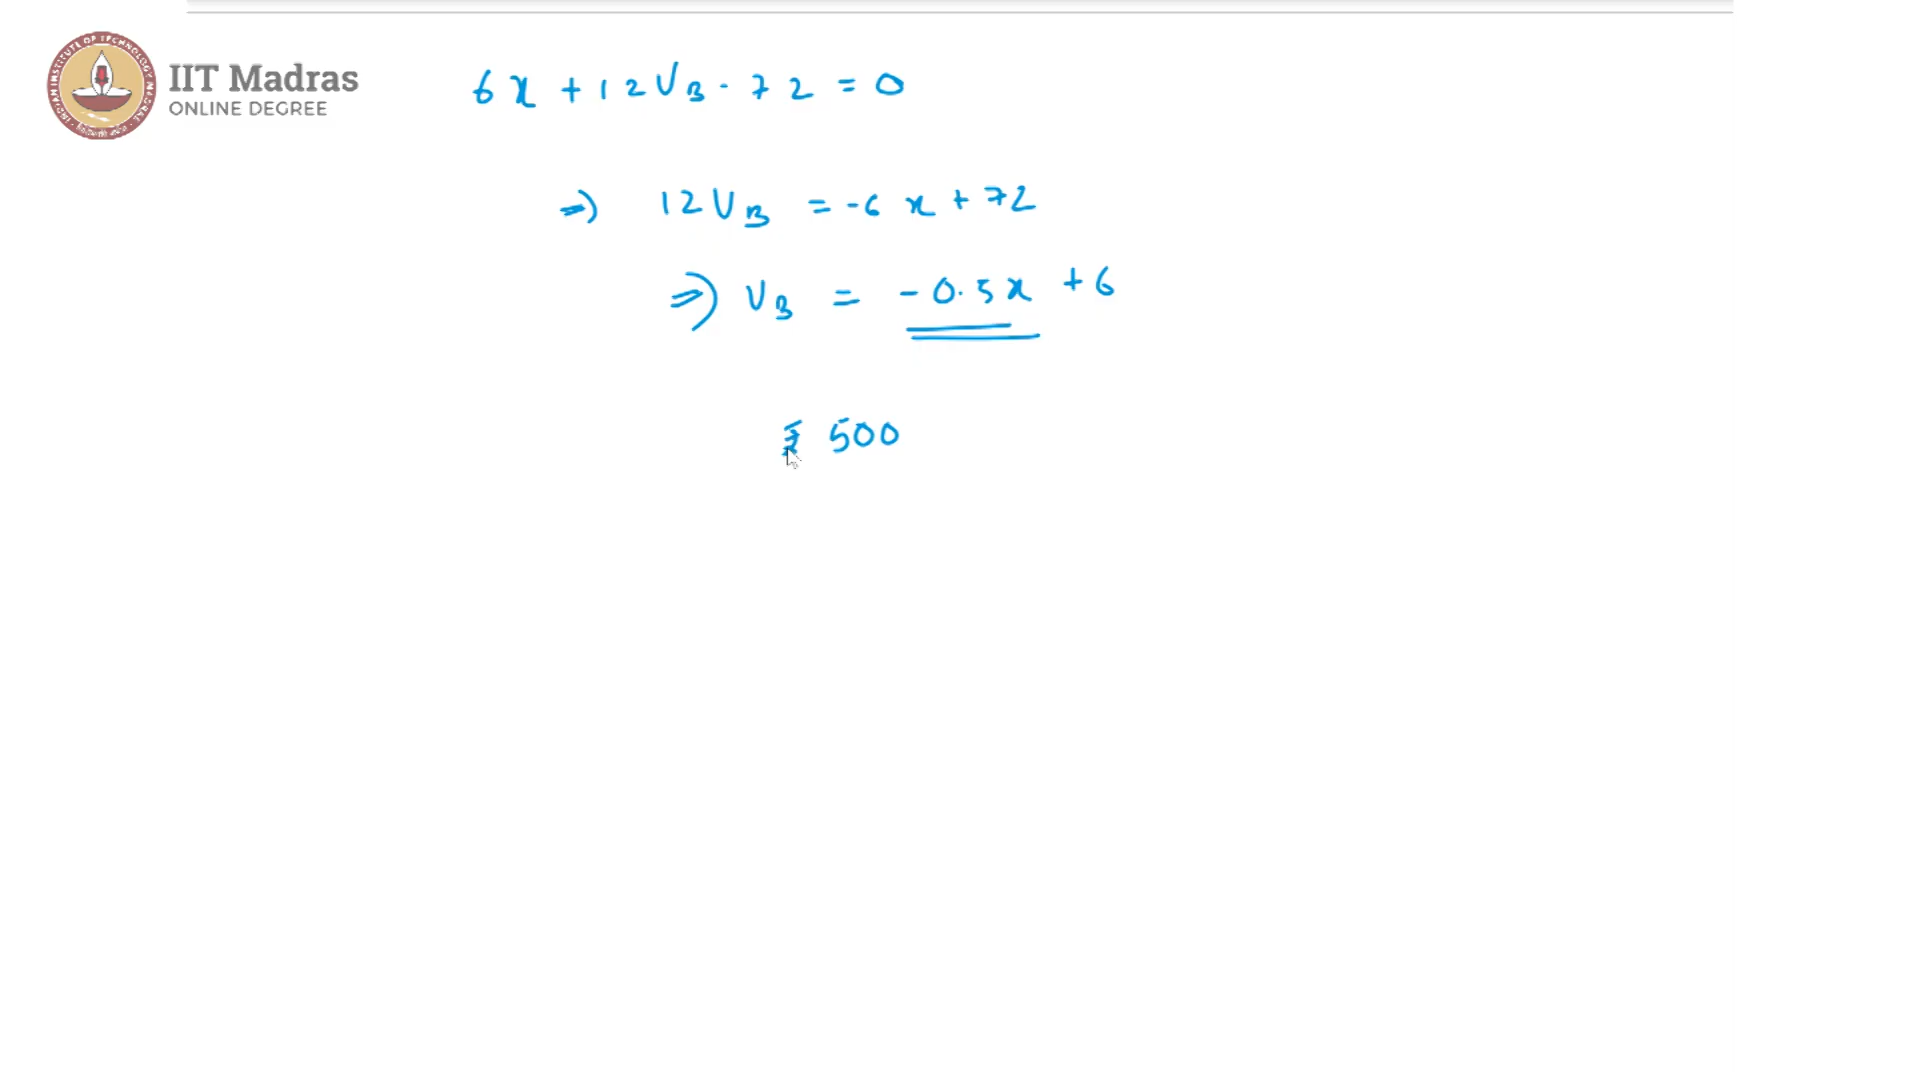 IIT Madras
ONLINE DEGREE
6x + 12VB - 72 = 0
⇒ 12VB = -6x + 72
⇒ VB = -0.5x + 6
₹ 500